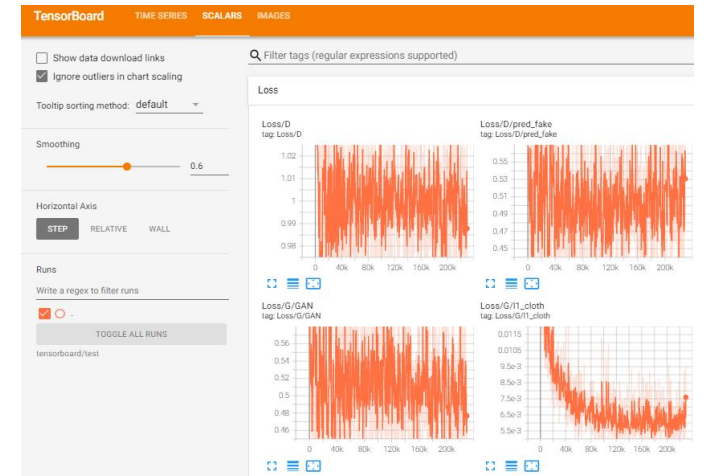 TensorBoard TIME SERIES SCALARS IMAGES
Show data download links
Ignore outliers in chart scaling
Tooltip sorting method: default
Smoothing
0.6
Horizontal Axis
STEP RELATIVE WALL
Runs
Write a regex to filter runs
-
TOGGLE ALL RUNS
tensorboard/test
Filter tags (regular expressions supported)
Loss
Loss/D
tag: Loss/D
1.02
1.01
1
0.99
0.98
0 40k 80k 120k 160k 200k
Loss/D/pred_fake
tag: Loss/D/pred_fake
0.55
0.53
0.51
0.49
0.47
0.45
0 40k 80k 120k 160k 200k
Loss/G/GAN
tag: Loss/G/GAN
0.56
0.54
0.52
0.5
0.48
0.46
0 40k 80k 120k 160k 200k
Loss/G/l1_cloth
tag: Loss/G/l1_cloth
0.0115
0.0105
9.5e-3
8.5e-3
7.5e-3
6.5e-3
5.5e-3
0 40k 80k 120k 160k 200k